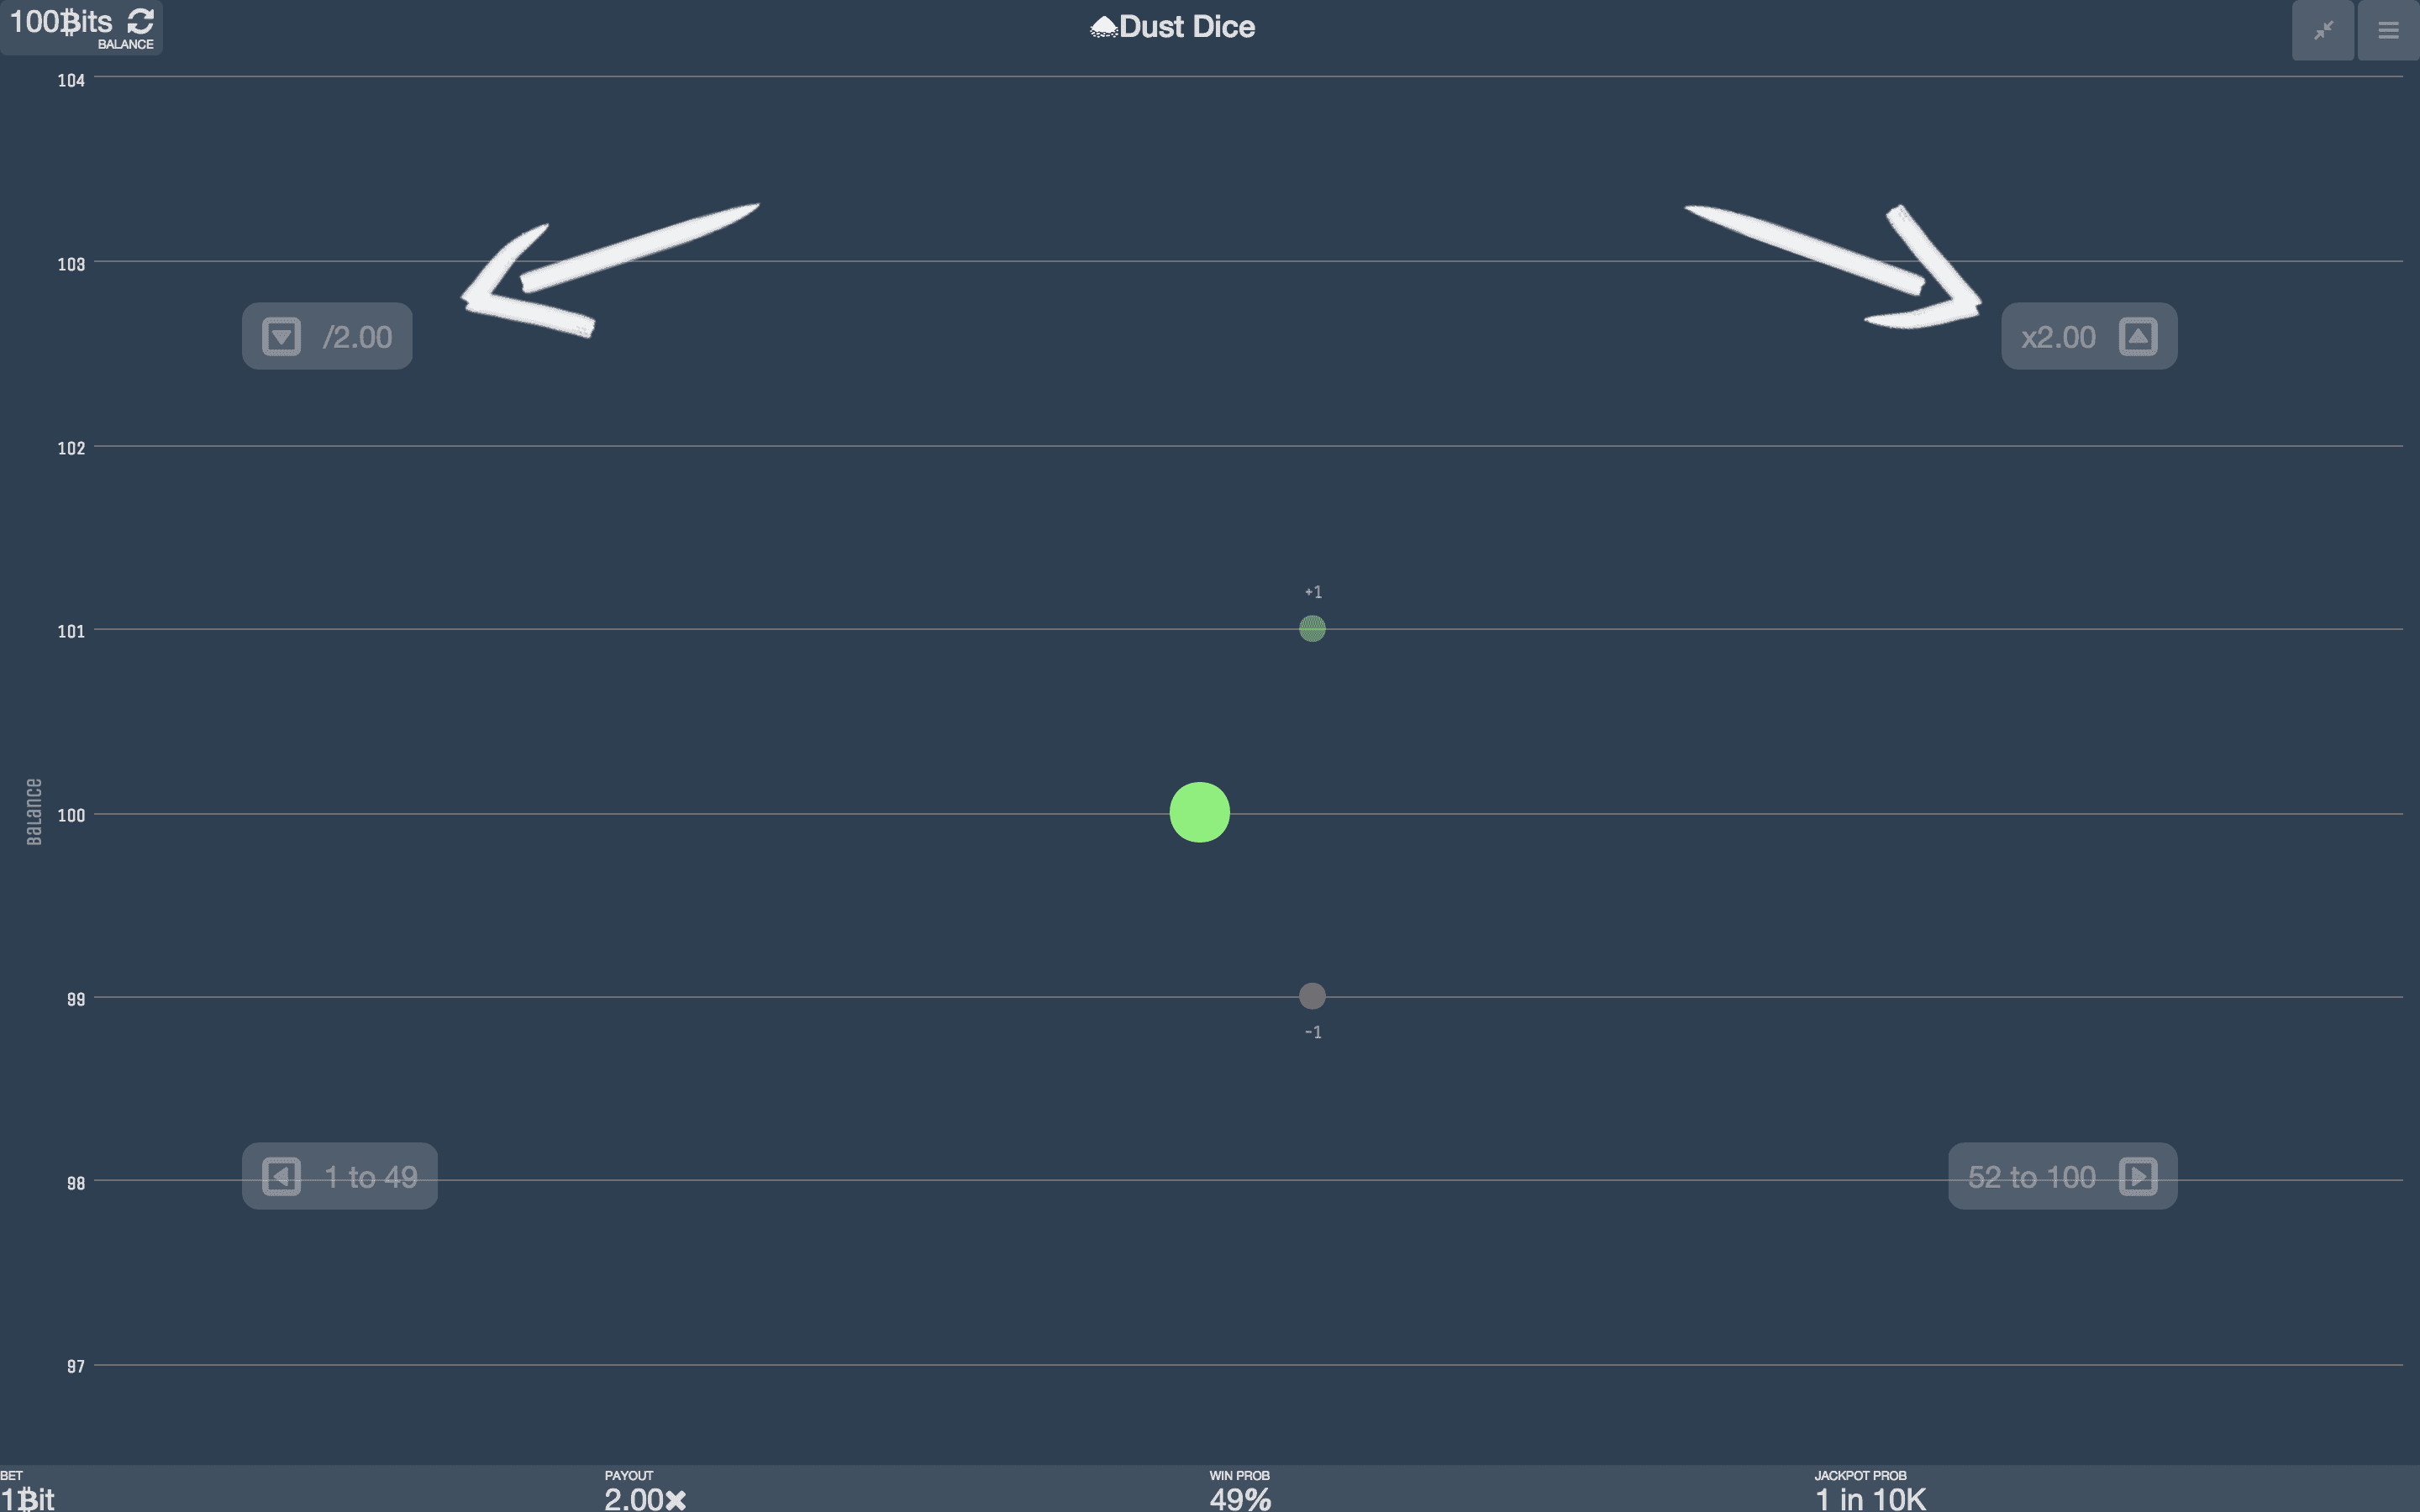 100Ƀits
BALANCE
Dust Dice
104
103
/2.00
x2.00
102
+1
101
Balance
100
99
-1
1 to 49
52 to 100
98
97
BET
1Ƀit
PAYOUT
2.00✖
WIN PROB
49%
JACKPOT PROB
1 in 10K